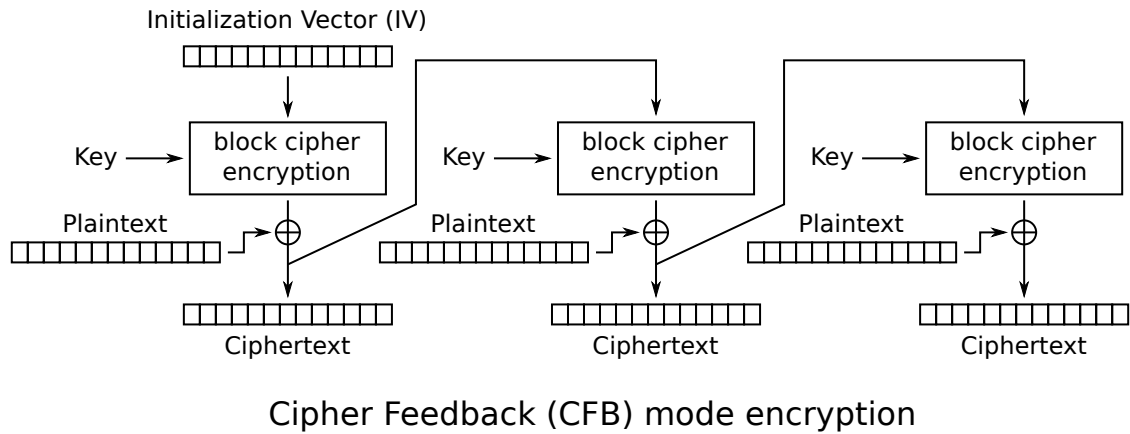 Initialization Vector (IV)
block cipher
encryption
block cipher
encryption
block cipher
encryption
Key
Key
Key
Plaintext
Plaintext
Plaintext
Ciphertext
Ciphertext
Ciphertext
Cipher Feedback (CFB) mode encryption